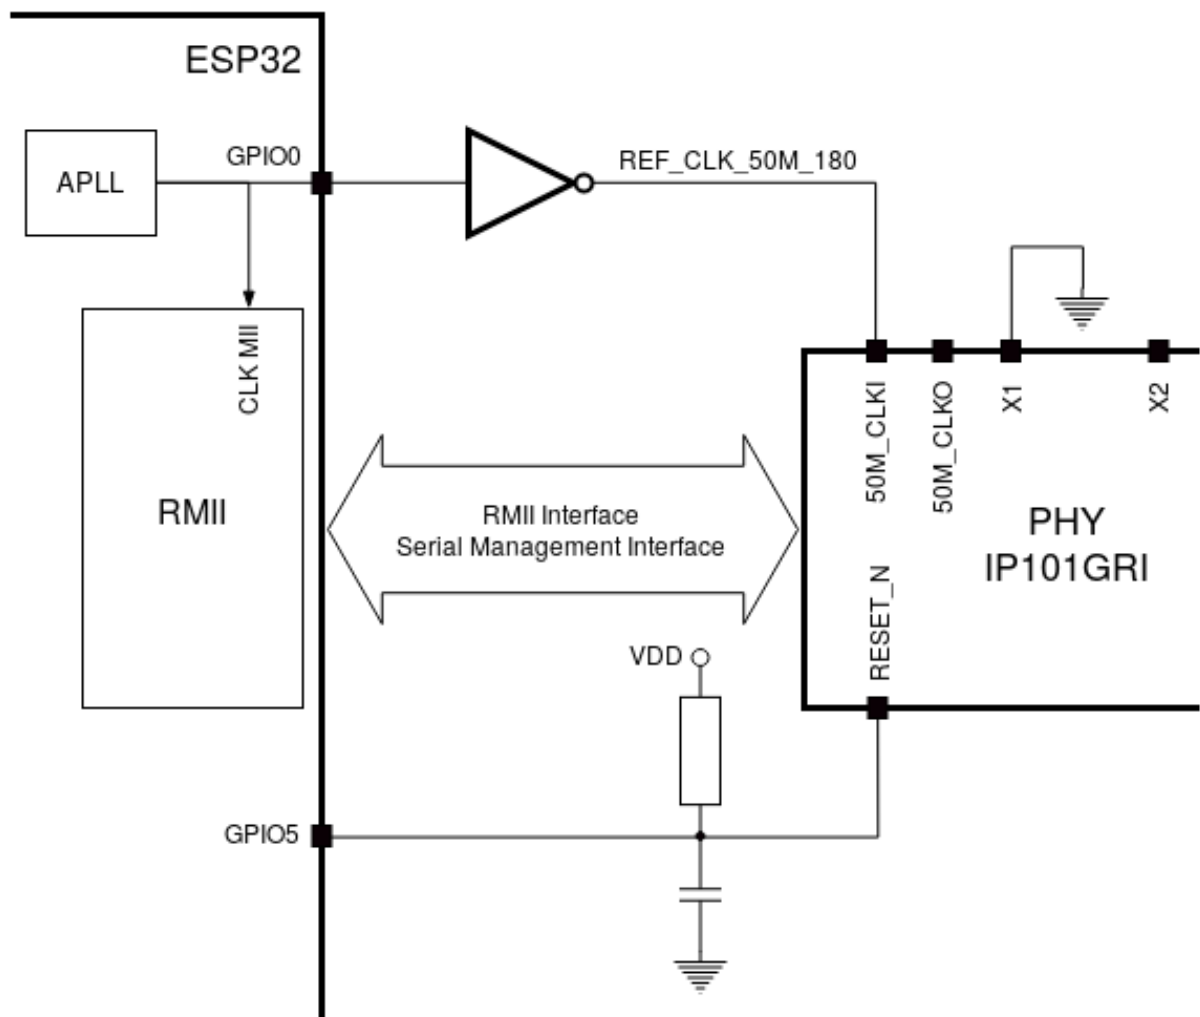 ESP32
GPIO0
REF_CLK_50M_180
APLL
CLK MII
50M_CLKI
50M_CLKO
X1
X2
RMII
RMII Interface
Serial Management Interface
PHY
IP101GRI
RESET_N
VDD
GPIO5